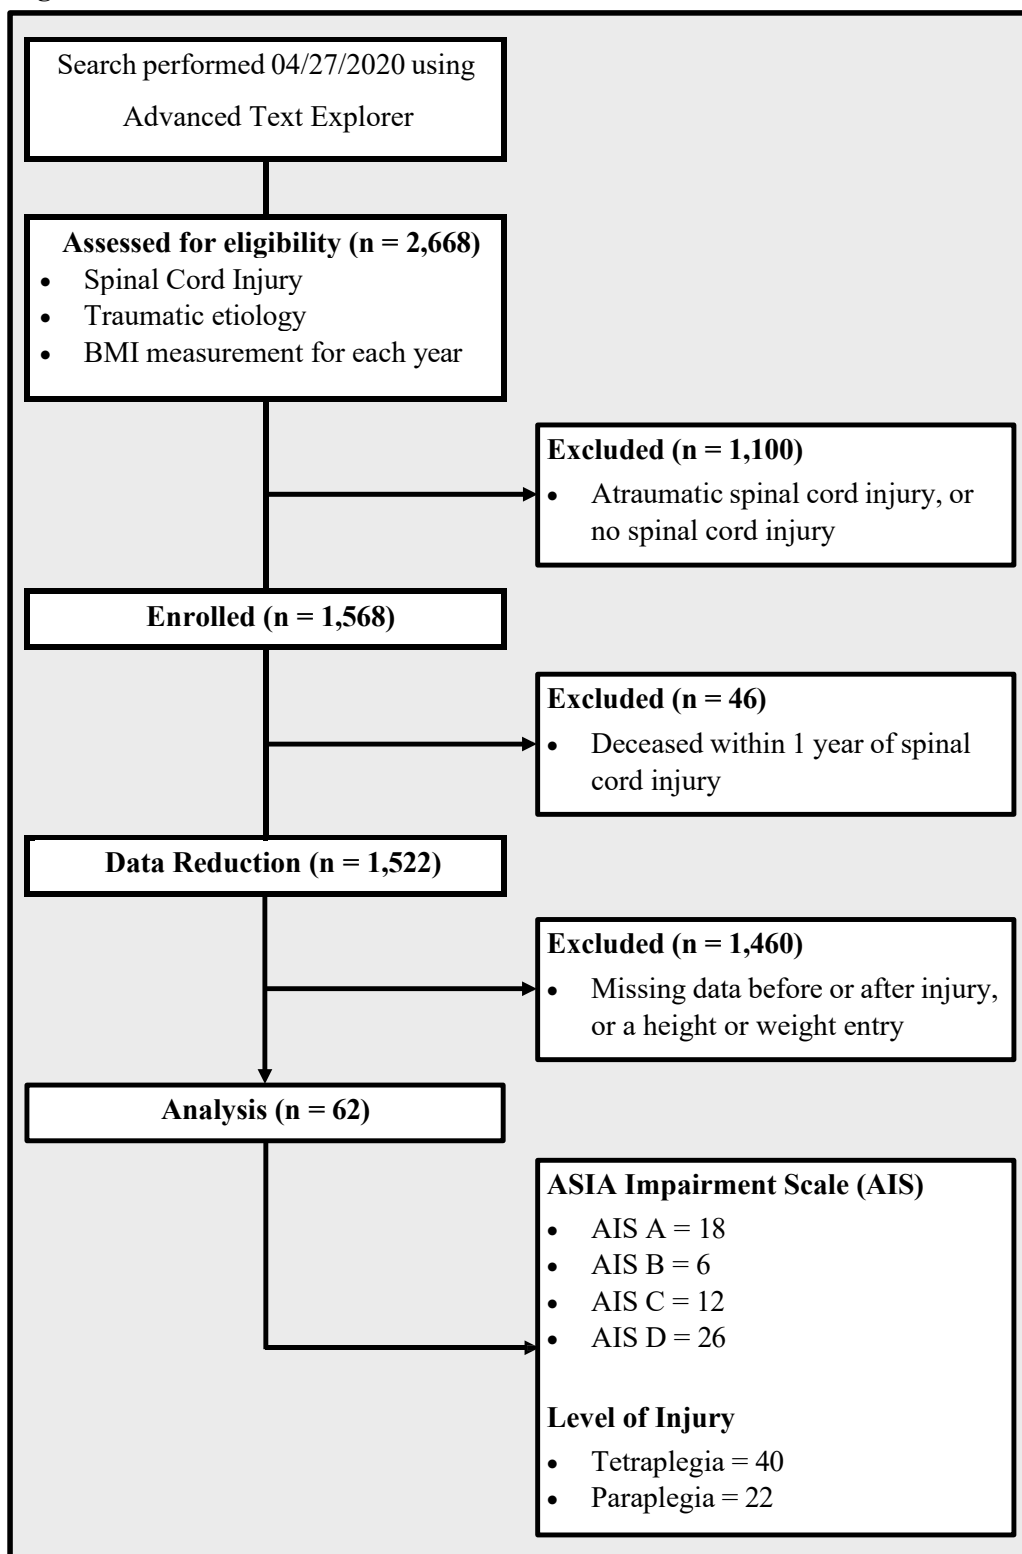 Search performed 04/27/2020 using
Advanced Text Explorer
Assessed for eligibility (n = 2,668)
• Spinal Cord Injury
• Traumatic etiology
• BMI measurement for each year
Excluded (n = 1,100)
• Atraumatic spinal cord injury, or
no spinal cord injury
Enrolled (n = 1,568)
Excluded (n = 46)
• Deceased within 1 year of spinal
cord injury
Data Reduction (n = 1,522)
Excluded (n = 1,460)
• Missing data before or after injury,
or a height or weight entry
Analysis (n = 62)
ASIA Impairment Scale (AIS)
• AIS A = 18
• AIS B = 6
• AIS C = 12
• AIS D = 26
Level of Injury
• Tetraplegia = 40
• Paraplegia = 22